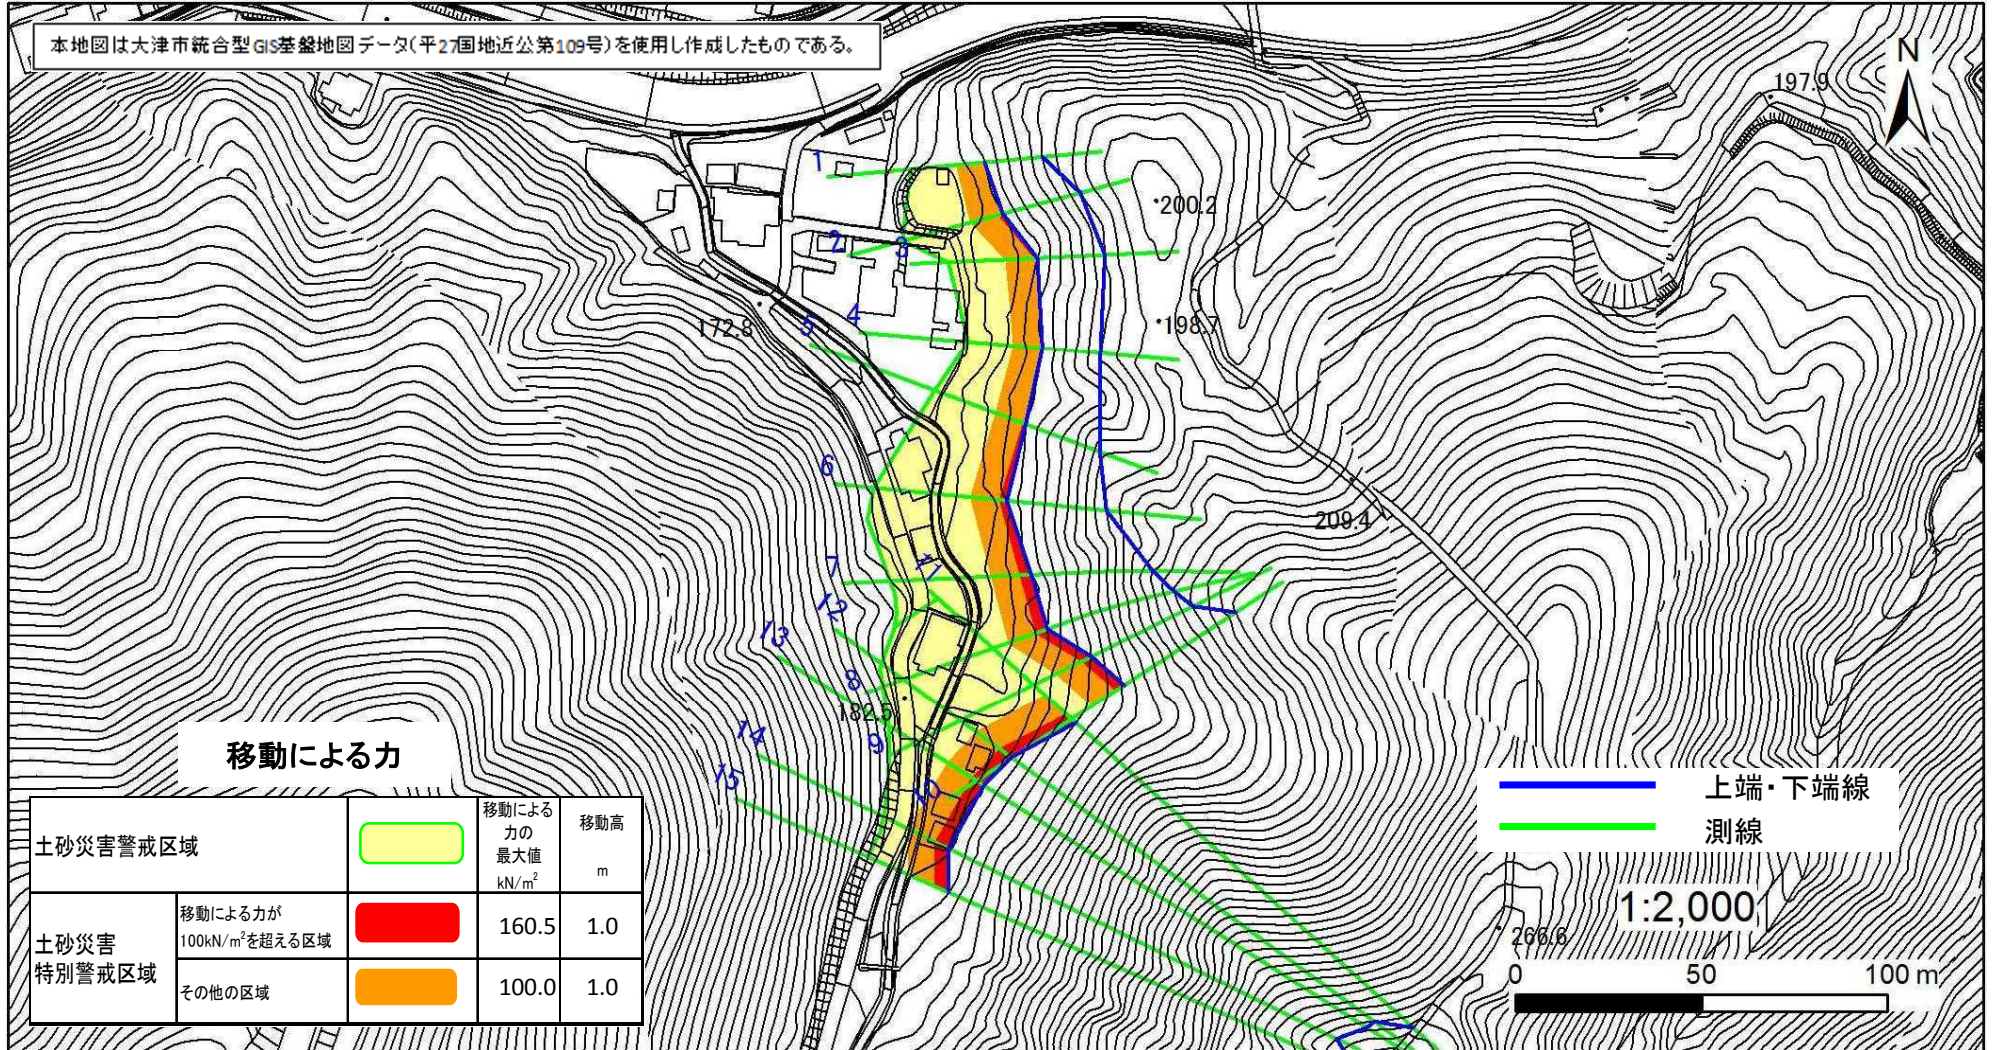 本地図は大津市統合型GIS基盤地図データ(平27国地近公第109号)を使用し作成したものである。
N
197.9
1
200.2
2
3
4
5
172.8
198.7
6
209.4
7
11
12
13
8
182.5
9
14
15
10
移動による力
移動による
力の
最大値
kN/m²
移動高
m
土砂災害警戒区域
土砂災害
特別警戒区域
移動による力が
100kN/m²を超える区域
160.5
1.0
その他の区域
100.0
1.0
上端・下端線
測線
1:2,000
266.6
0 50 100 m